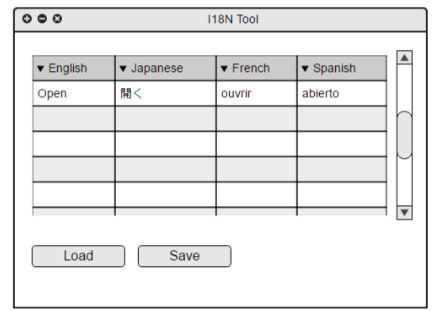 I18N Tool
▼ English ▼ Japanese ▼ French ▼ Spanish
Open 開く ouvrir abierto
Load Save